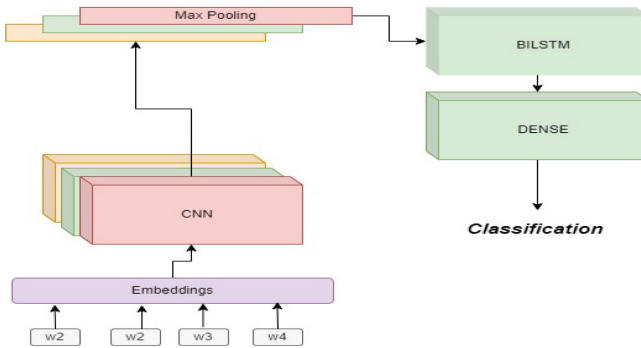 Max Pooling
BILSTM
DENSE
CNN
Classification
Embeddings
w2 w2 w3 w4